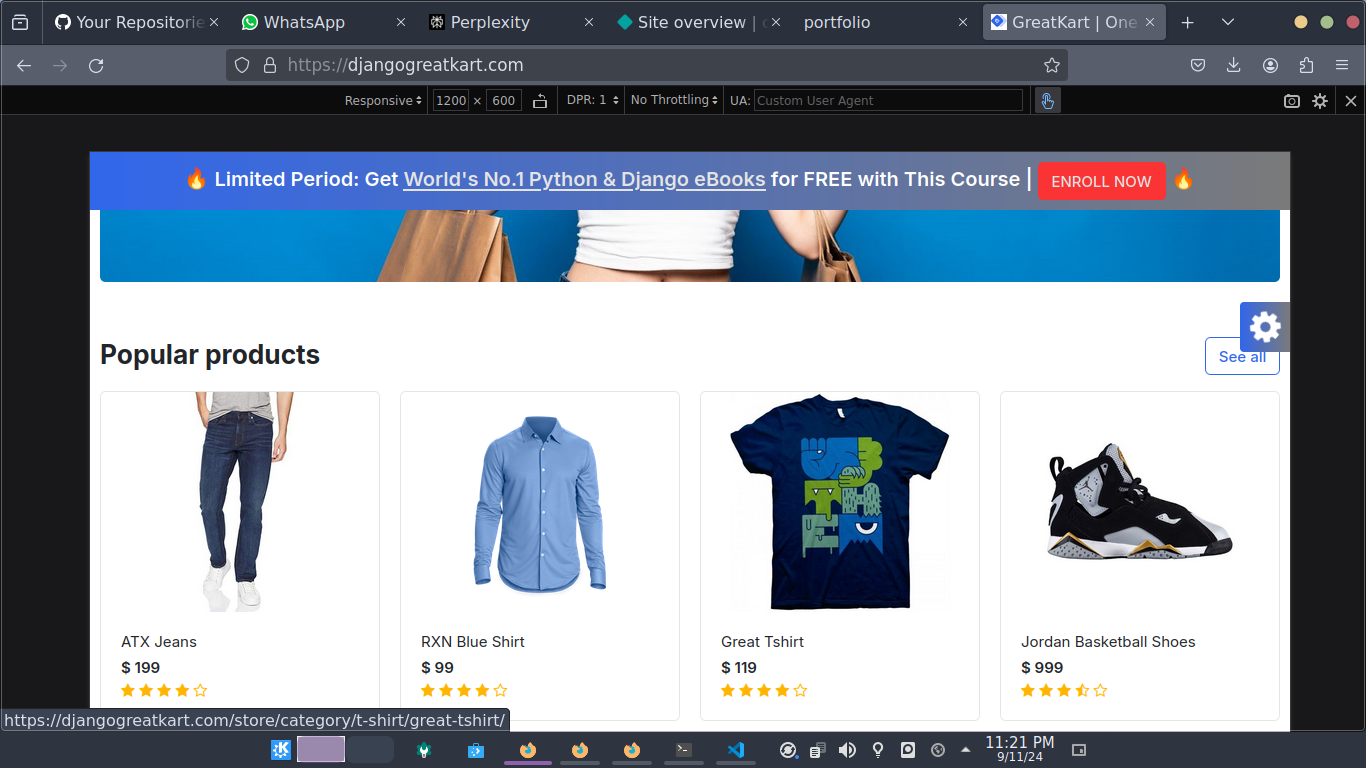 Your Repositorie
WhatsApp
Perplexity
Site overview |
portfolio
GreatKart | One
https://djangogreatkart.com
Responsive
1200 × 600
DPR: 1
No Throttling
UA: Custom User Agent
🔥 Limited Period: Get World's No.1 Python & Django eBooks for FREE with This Course | ENROLL NOW 🔥
Popular products
See all
ATX Jeans
$ 199
RXN Blue Shirt
$ 99
Great Tshirt
$ 119
Jordan Basketball Shoes
$ 999
https://djangogreatkart.com/store/category/t-shirt/great-tshirt/
11:21 PM
9/11/24